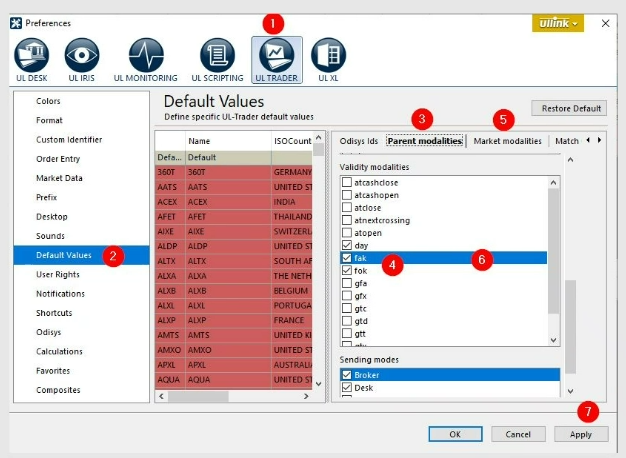 Preferences
1
Ullink
UL DESK
UL IRIS
UL MONITORING
UL SCRIPTING
UL TRADER
UL XL
Colors
Format
Custom Identifier
Order Entry
Market Data
Prefix
Desktop
Sounds
Default Values 2
User Rights
Notifications
Shortcuts
Odisys
Calculations
Favorites
Composites
Default Values
Define specific UL-Trader default values
Restore Default
3
5
Name ISOCount
Defa... Default
360T 360T GERMANY
AATS AATS UNITED ST
ACEX ACEX INDIA
AFET AFET THAILAND
AIXE AIXE SWITZERL
ALDP ALDP UNITED ST
ALTX ALTX SOUTH AF
ALXA ALXA THE NETH
ALXB ALXB BELGIUM
ALXL ALXL PORTUGA
ALXP ALXP FRANCE
AMTS AMTS UNITED KI
AMXO AMXO UNITED ST
APXL APXL AUSTRALI
AQUA AQUA UNITED ST
Odisys Ids Parent modalities Market modalities Match
Validity modalities
atcashclose
atcashopen
atclose
atnextcrossing
atopen
day
fak
4
6
fok
gfa
gfx
gtc
gtd
gtt
Sending modes
Broker
Desk
7
OK Cancel Apply